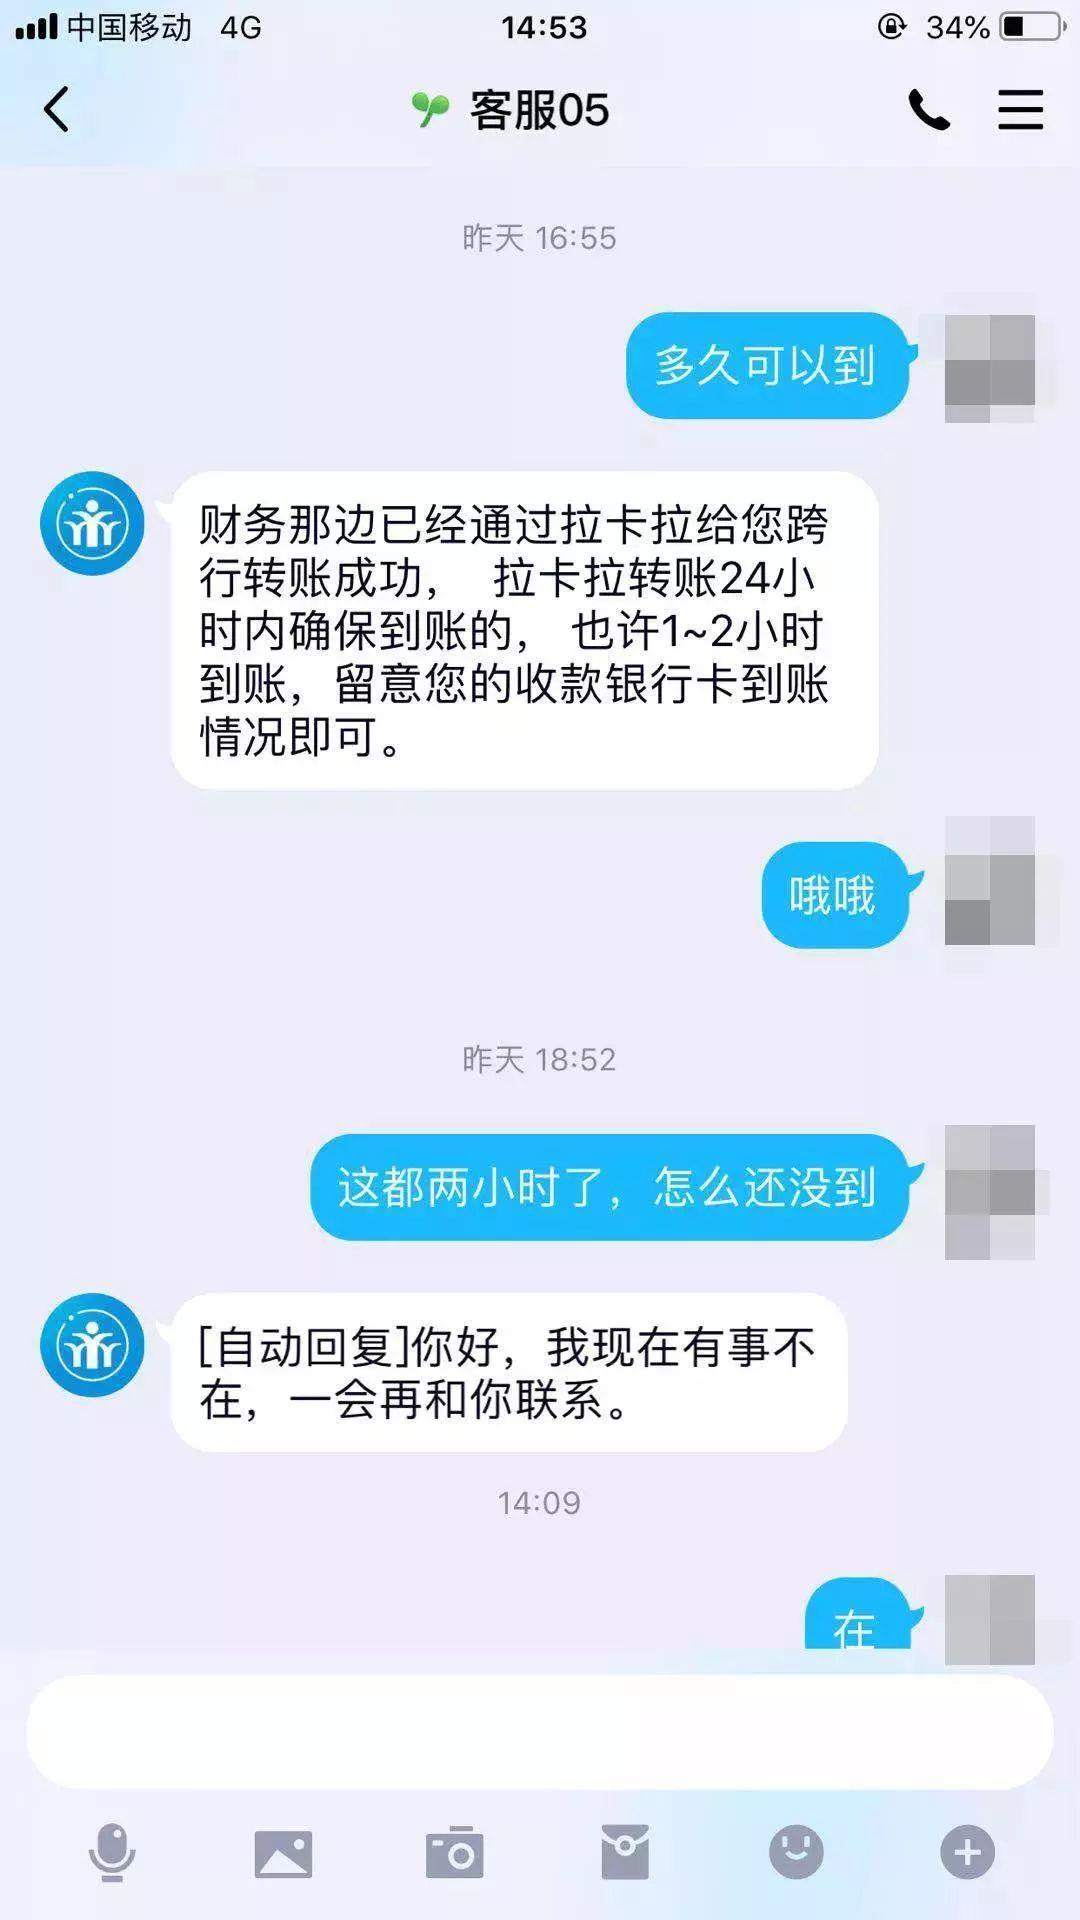 中国移动 4G 14:53 34%
客服05
昨天 16:55
多久可以到
财务那边已经通过拉卡拉给您跨
行转账成功， 拉卡拉转账24小
时内确保到账的， 也许1~2小时
到账，留意您的收款银行卡到账
情况即可。
哦哦
昨天 18:52
这都两小时了，怎么还没到
[自动回复]你好，我现在有事不
在，一会再和你联系。
14:09
在